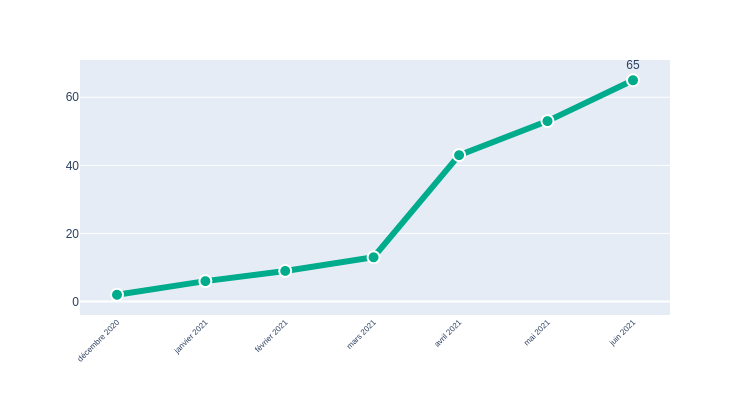 65
60
40
20
0
décembre 2020
janvier 2021
février 2021
mars 2021
avril 2021
mai 2021
juin 2021